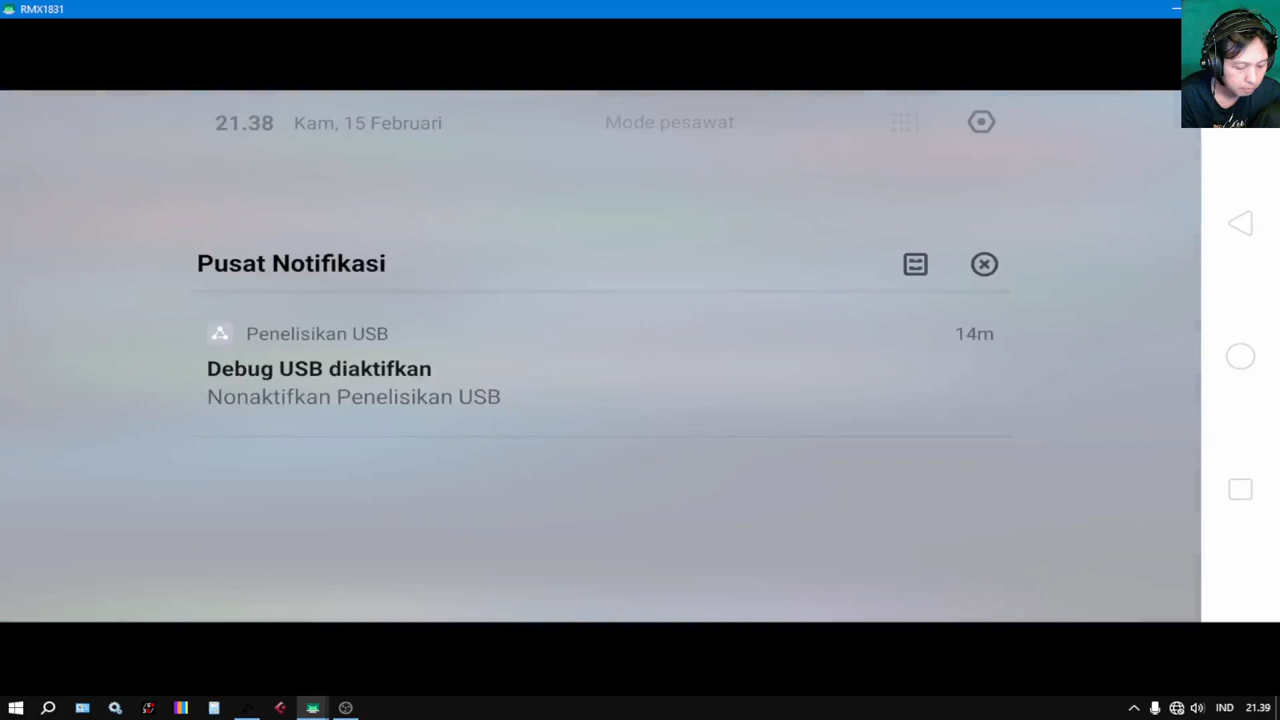 RMX1831
21.38 Kam, 15 Februari Mode pesawat
Pusat Notifikasi
Penelisikan USB 14m
Debug USB diaktifkan
Nonaktifkan Penelisikan USB
IND 21.39